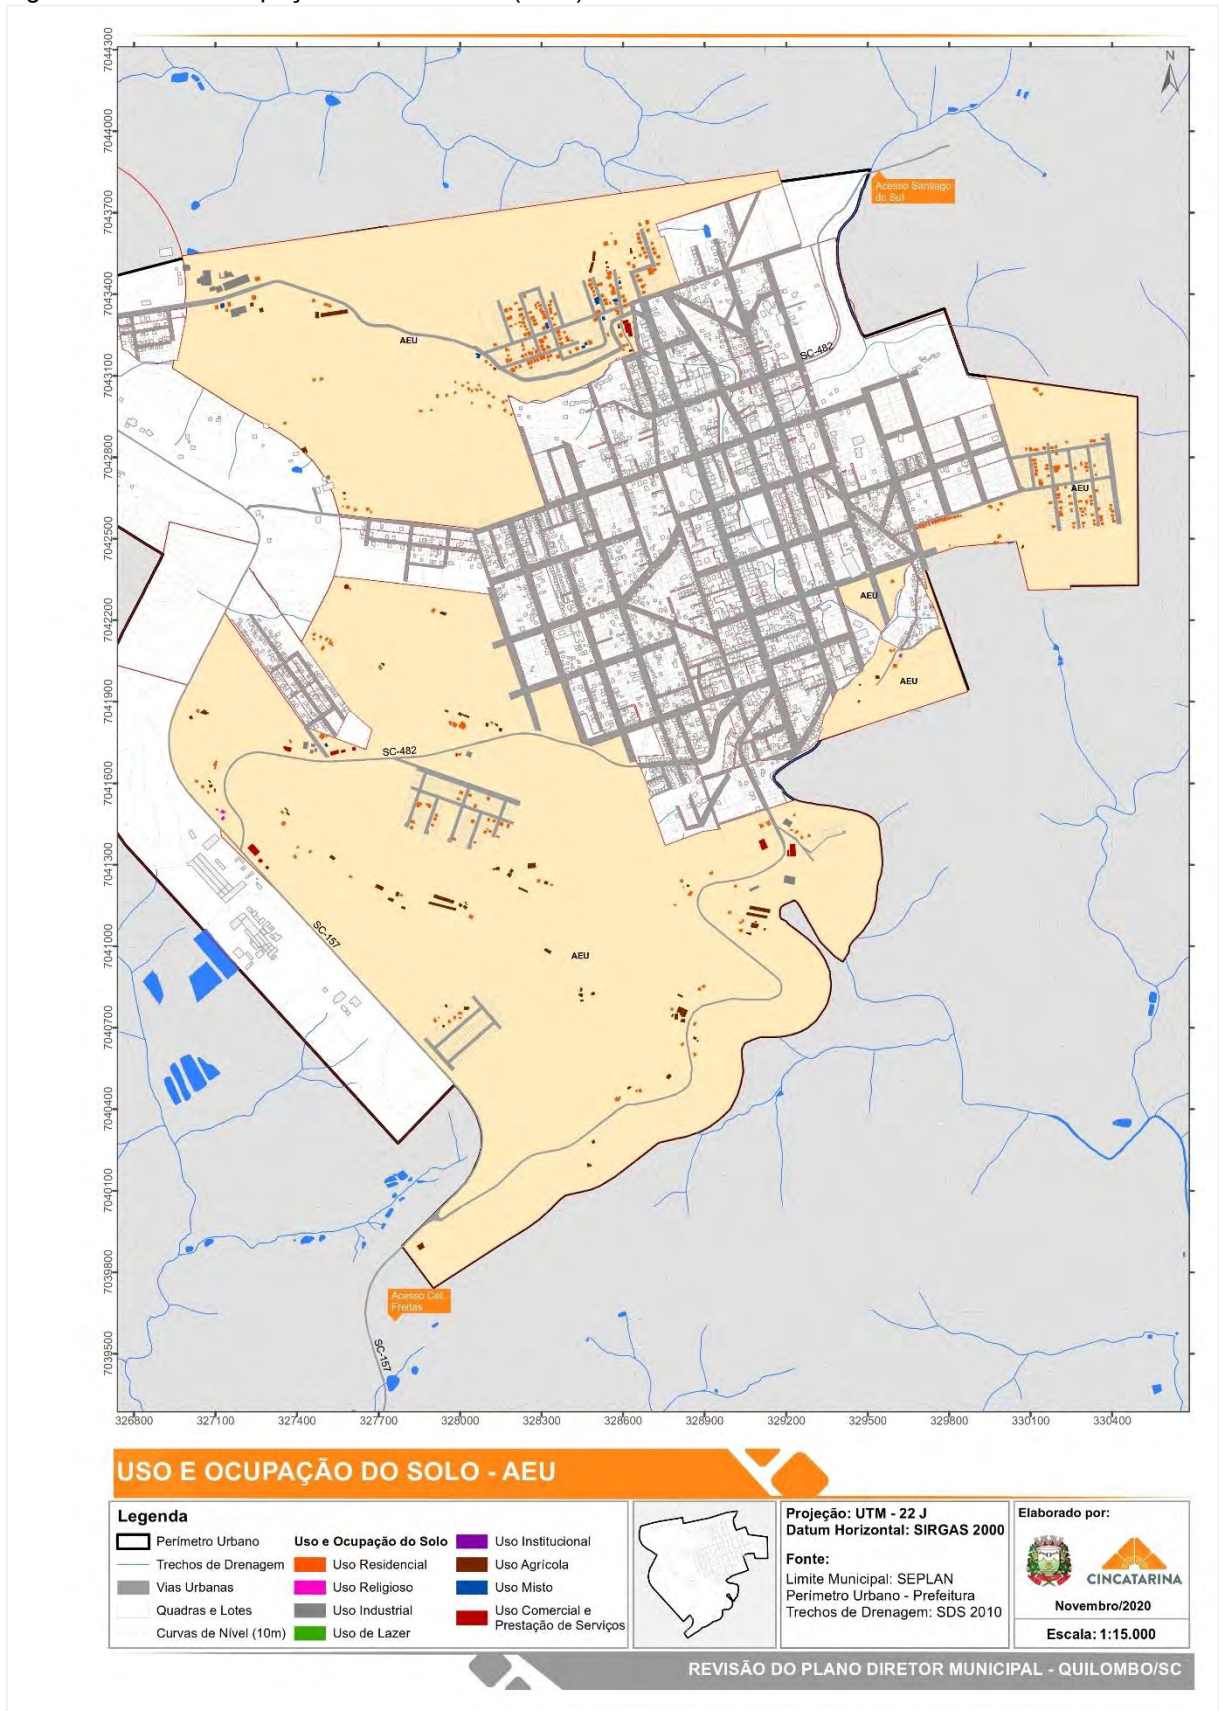 7044300
7044000
7043700
7043400
7043100
7042800
7042500
7042200
7041900
7041600
7041300
7041000
7040700
7040400
7040100
7039800
7039500
N
Acesso Santiago
do Sul
AEU
SC-482
AEU
AEU
AEU
SC-482
SC-157
AEU
Acesso Cel.
Freitas
SC-157
326800 327100 327400 327700 328000 328300 328600 328900 329200 329500 329800 330100 330400
USO E OCUPAÇÃO DO SOLO - AEU
Legenda
Perímetro Urbano
Trechos de Drenagem
Vias Urbanas
Quadras e Lotes
Curvas de Nível (10m)
Uso e Ocupação do Solo
Uso Residencial
Uso Religioso
Uso Industrial
Uso de Lazer
Uso Institucional
Uso Agrícola
Uso Misto
Uso Comercial e
Prestação de Serviços
Projeção: UTM - 22 J
Datum Horizontal: SIRGAS 2000
Fonte:
Limite Municipal: SEPLAN
Perímetro Urbano - Prefeitura
Trechos de Drenagem: SDS 2010
Elaborado por:
CINCATARINA
Novembro/2020
Escala: 1:15.000
REVISÃO DO PLANO DIRETOR MUNICIPAL - QUILOMBO/SC